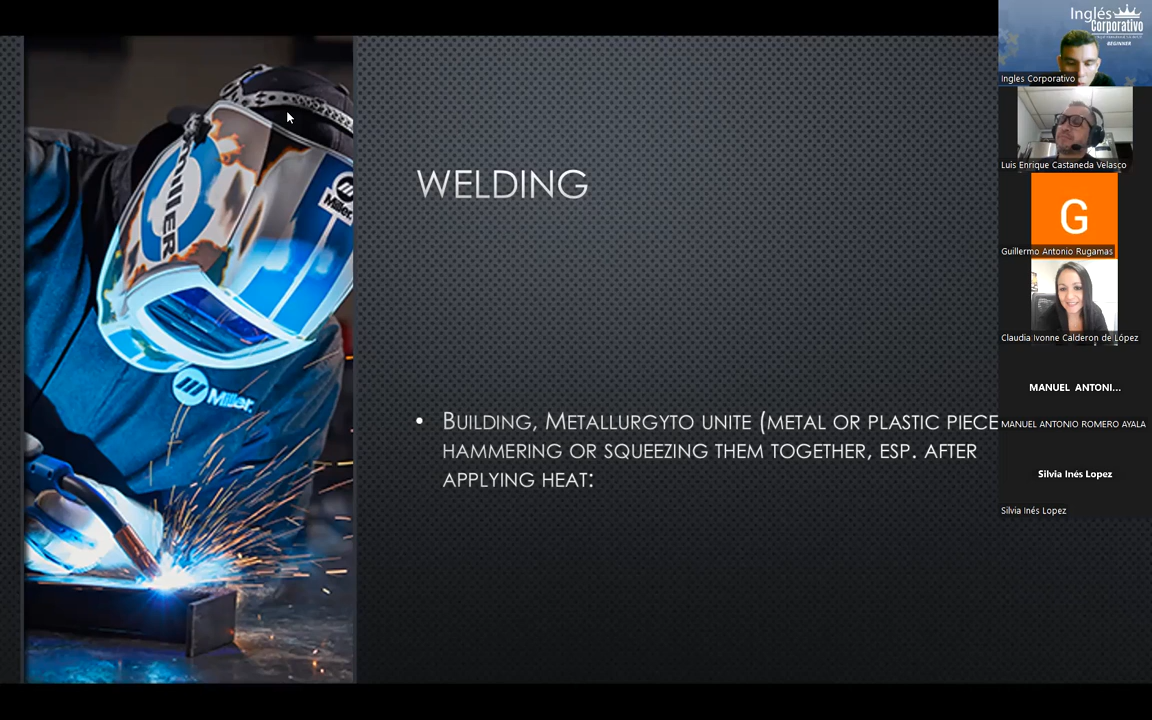 WELDING
• BUILDING, METALLURGYTO UNITE (METAL OR PLASTIC PIECE
HAMMERING OR SQUEEZING THEM TOGETHER, ESP. AFTER
APPLYING HEAT:
MILLER
Miller
Miller
Inglés
Corporativo
BEGINNER
Ingles Corporativo
Luis Enrique Castaneda Velasco
G
Guillermo Antonio Rugamas
Claudia Ivonne Calderon de López
MANUEL ANTONI...
MANUEL ANTONIO ROMERO AYALA
Silvia Inés Lopez
Silvia Inés Lopez